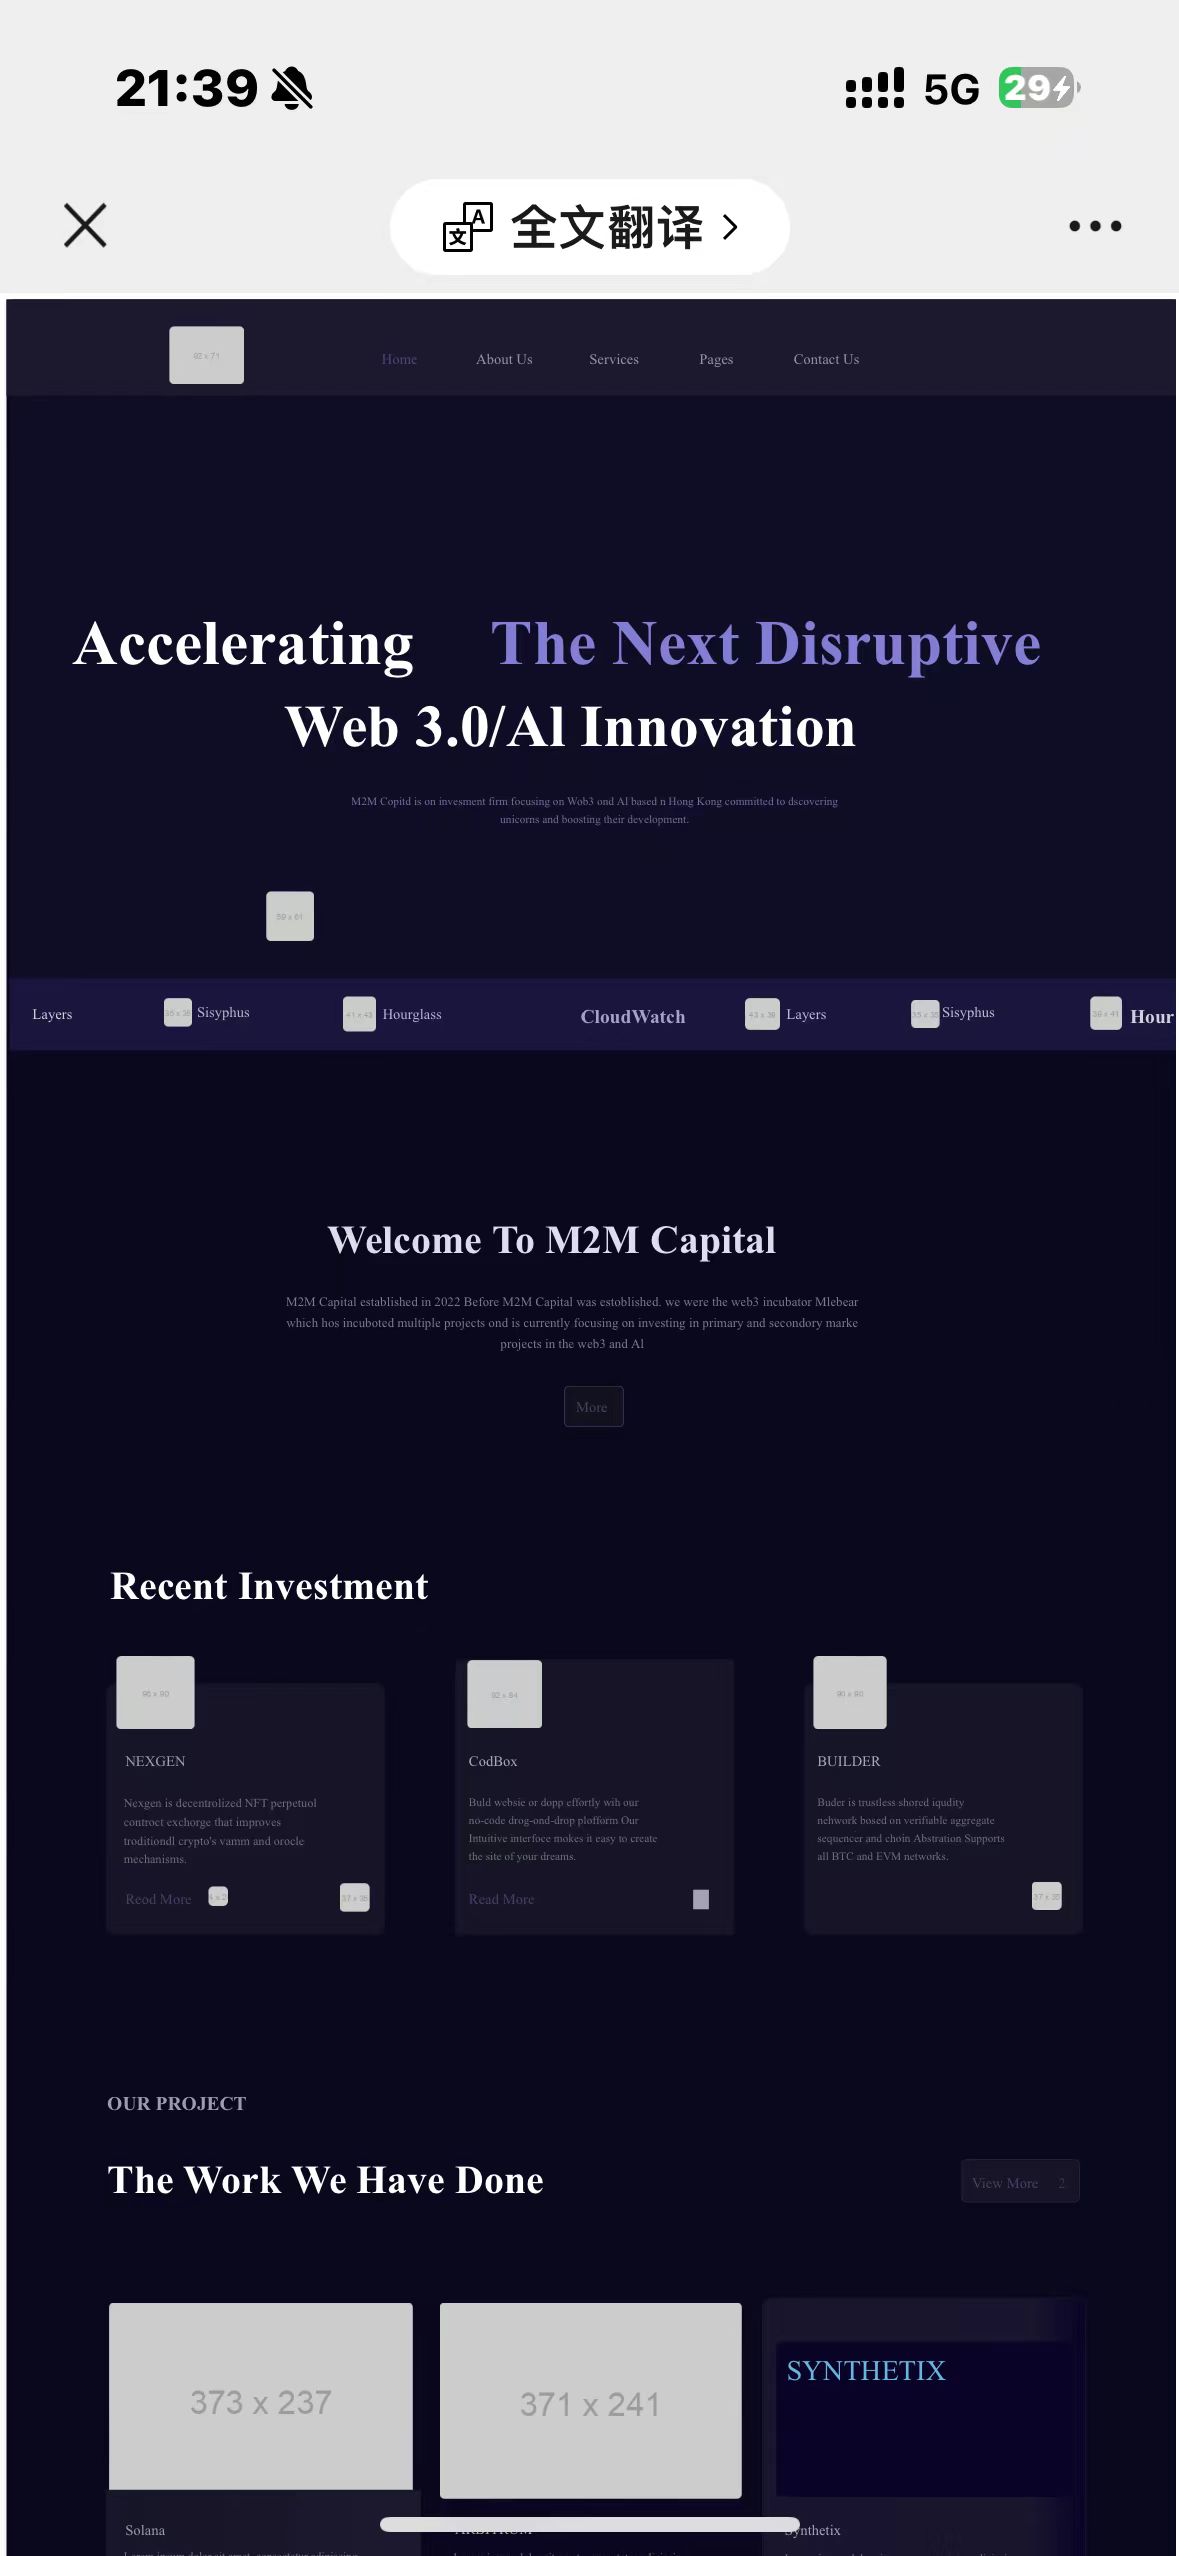 21:39
5G
29
全文翻译
92 x 71
Home
About Us
Services
Pages
Contact Us
Accelerating The Next Disruptive
Web 3.0/Al Innovation
M2M Copitd is on invesment firm focusing on Wob3 ond Al based n Hong Kong committed to dscovering
unicorns and boosting their development.
59 x 61
Layers
35 x 35
Sisyphus
41 x 43
Hourglass
CloudWatch
43 x 39
Layers
35 x 35
Sisyphus
39 x 41
Hour
Welcome To M2M Capital
M2M Capital established in 2022 Before M2M Capital was estoblished. we were the web3 incubator Mlebear
which hos incuboted multiple projects ond is currently focusing on investing in primary and secondory marke
projects in the web3 and Al
More
Recent Investment
96 x 90
92 x 84
90 x 90
NEXGEN
Nexgen is decentrolized NFT perpetuol
controct exchorge that improves
troditiondl crypto's vamm and orocle
mechanisms.
Reod More
37 x 35
CodBox
Buld websie or dopp effortly wih our
no-code drog-ond-drop plofform Our
Intuitive interfoce makes it easy to create
the site of your dreams.
Read More
BUILDER
Buder is trustless shored iqudity
nehwork bosed on verifiable aggregate
sequencer and choin Abstration Supports
all BTC and EVM networks.
37 x 35
OUR PROJECT
The Work We Have Done
View More 2
373 x 237
371 x 241
SYNTHETIX
Solana
ARBITRUM
Synthetix